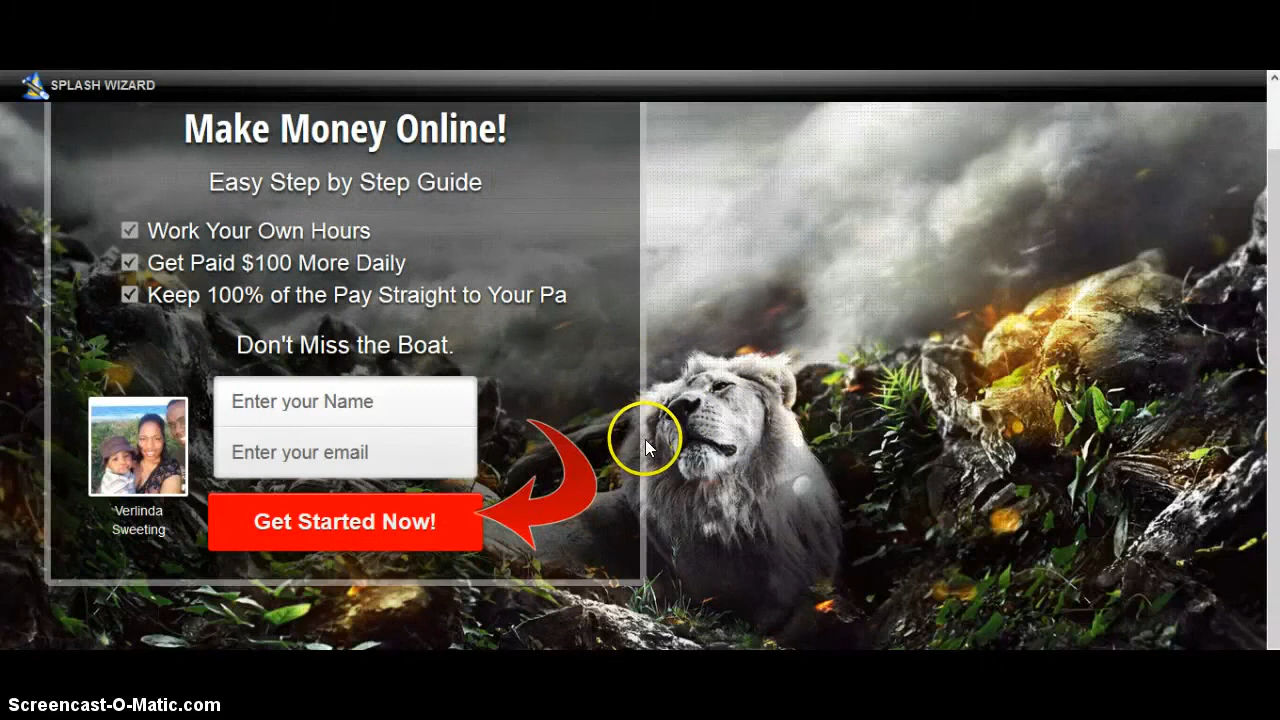 SPLASH WIZARD
Make Money Online!
Easy Step by Step Guide
Work Your Own Hours
Get Paid $100 More Daily
Keep 100% of the Pay Straight to Your Pa
Don't Miss the Boat.
Enter your Name
Enter your email
Verlinda
Sweeting
Get Started Now!
Screencast-O-Matic.com